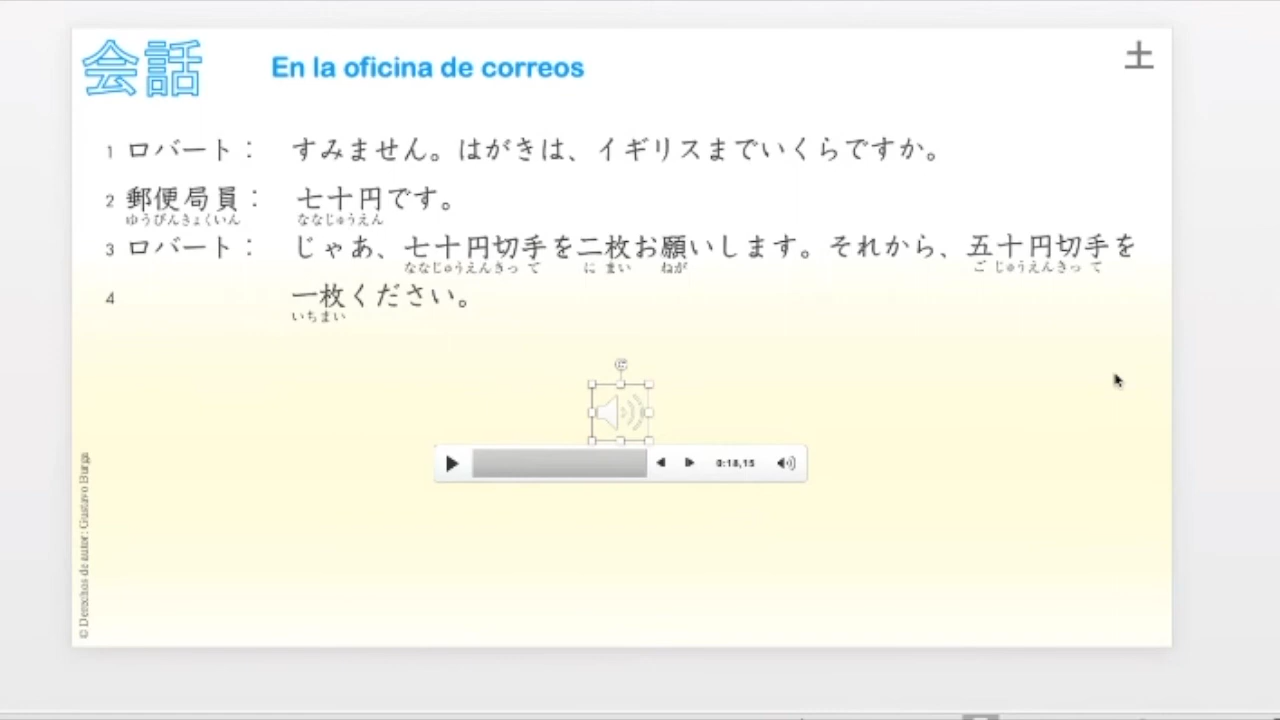 会話
En la oficina de correos
土
1 ロバート： すみません。はがきは、イギリスまでいくらですか。
2 郵便局員： 七十円です。
ゆうびんきょくいん ななじゅうえん
3 ロバート： じゃあ、七十円切手を二枚お願いします。それから、五十円切手を
ななじゅうえんきっ て に まい ねが ご じゅうえんきっ て
4 一枚ください。
いちまい
0:18,15
© Derechos de autor: Gustavo Burgs